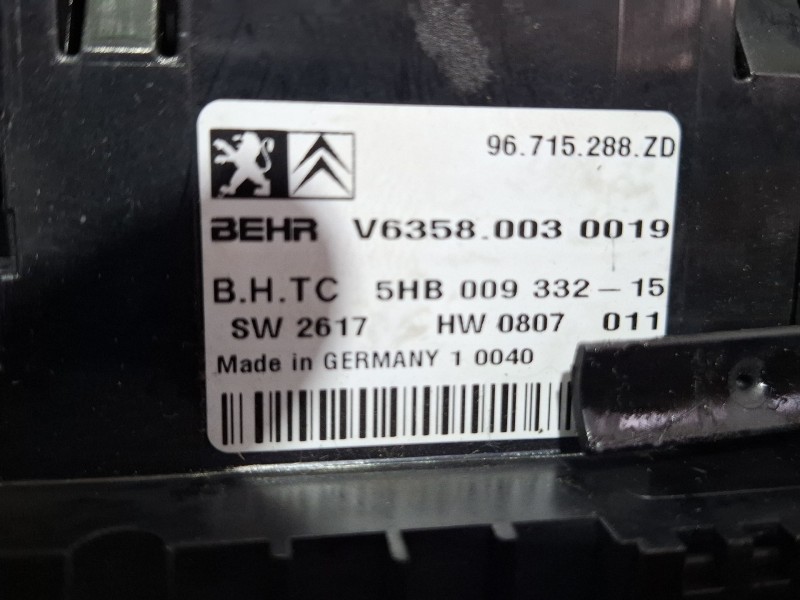 96.715.288.ZD
BEHR V6358.003 0019
B.H.TC 5HB 009 332-15
SW 2617 HW 0807 011
Made in GERMANY 1 0040